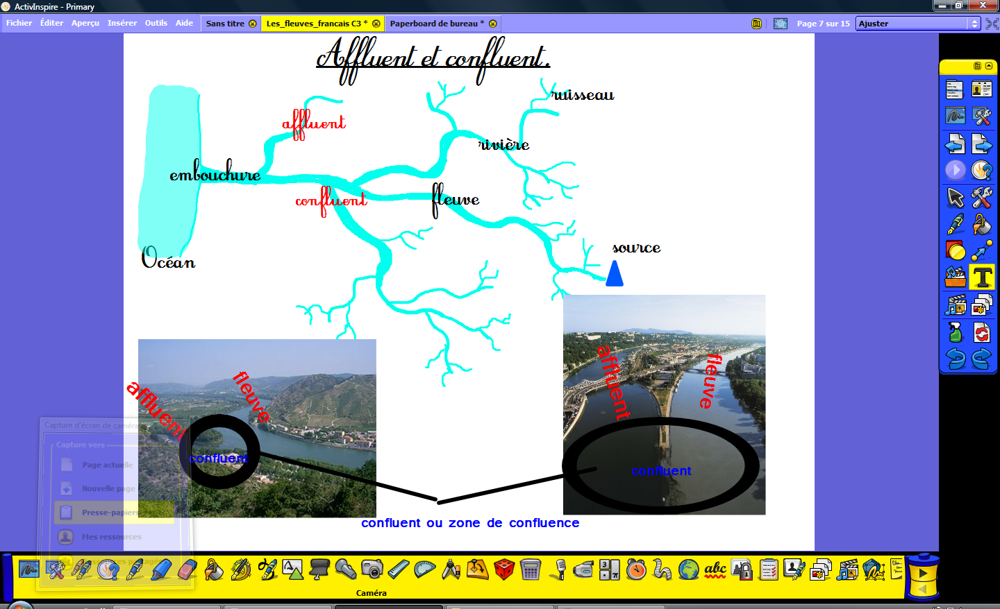 ActivInspire - Primary
Fichier Éditer Aperçu Insérer Outils Aide
Sans titre
Les_fleuves_francais C3 *
Paperboard de bureau *
Page 7 sur 15
Ajuster
Affluent et confluent.
ruisseau
affluent
rivière
embouchure
confluent
fleuve
source
Océan
affluent
fleuve
affluent
fleuve
confluent
confluent
confluent ou zone de confluence
Capture d'écran de caméra
Capture vers
Page actuelle
Nouvelle page
Presse-papiers
Mes ressources
abc
Caméra